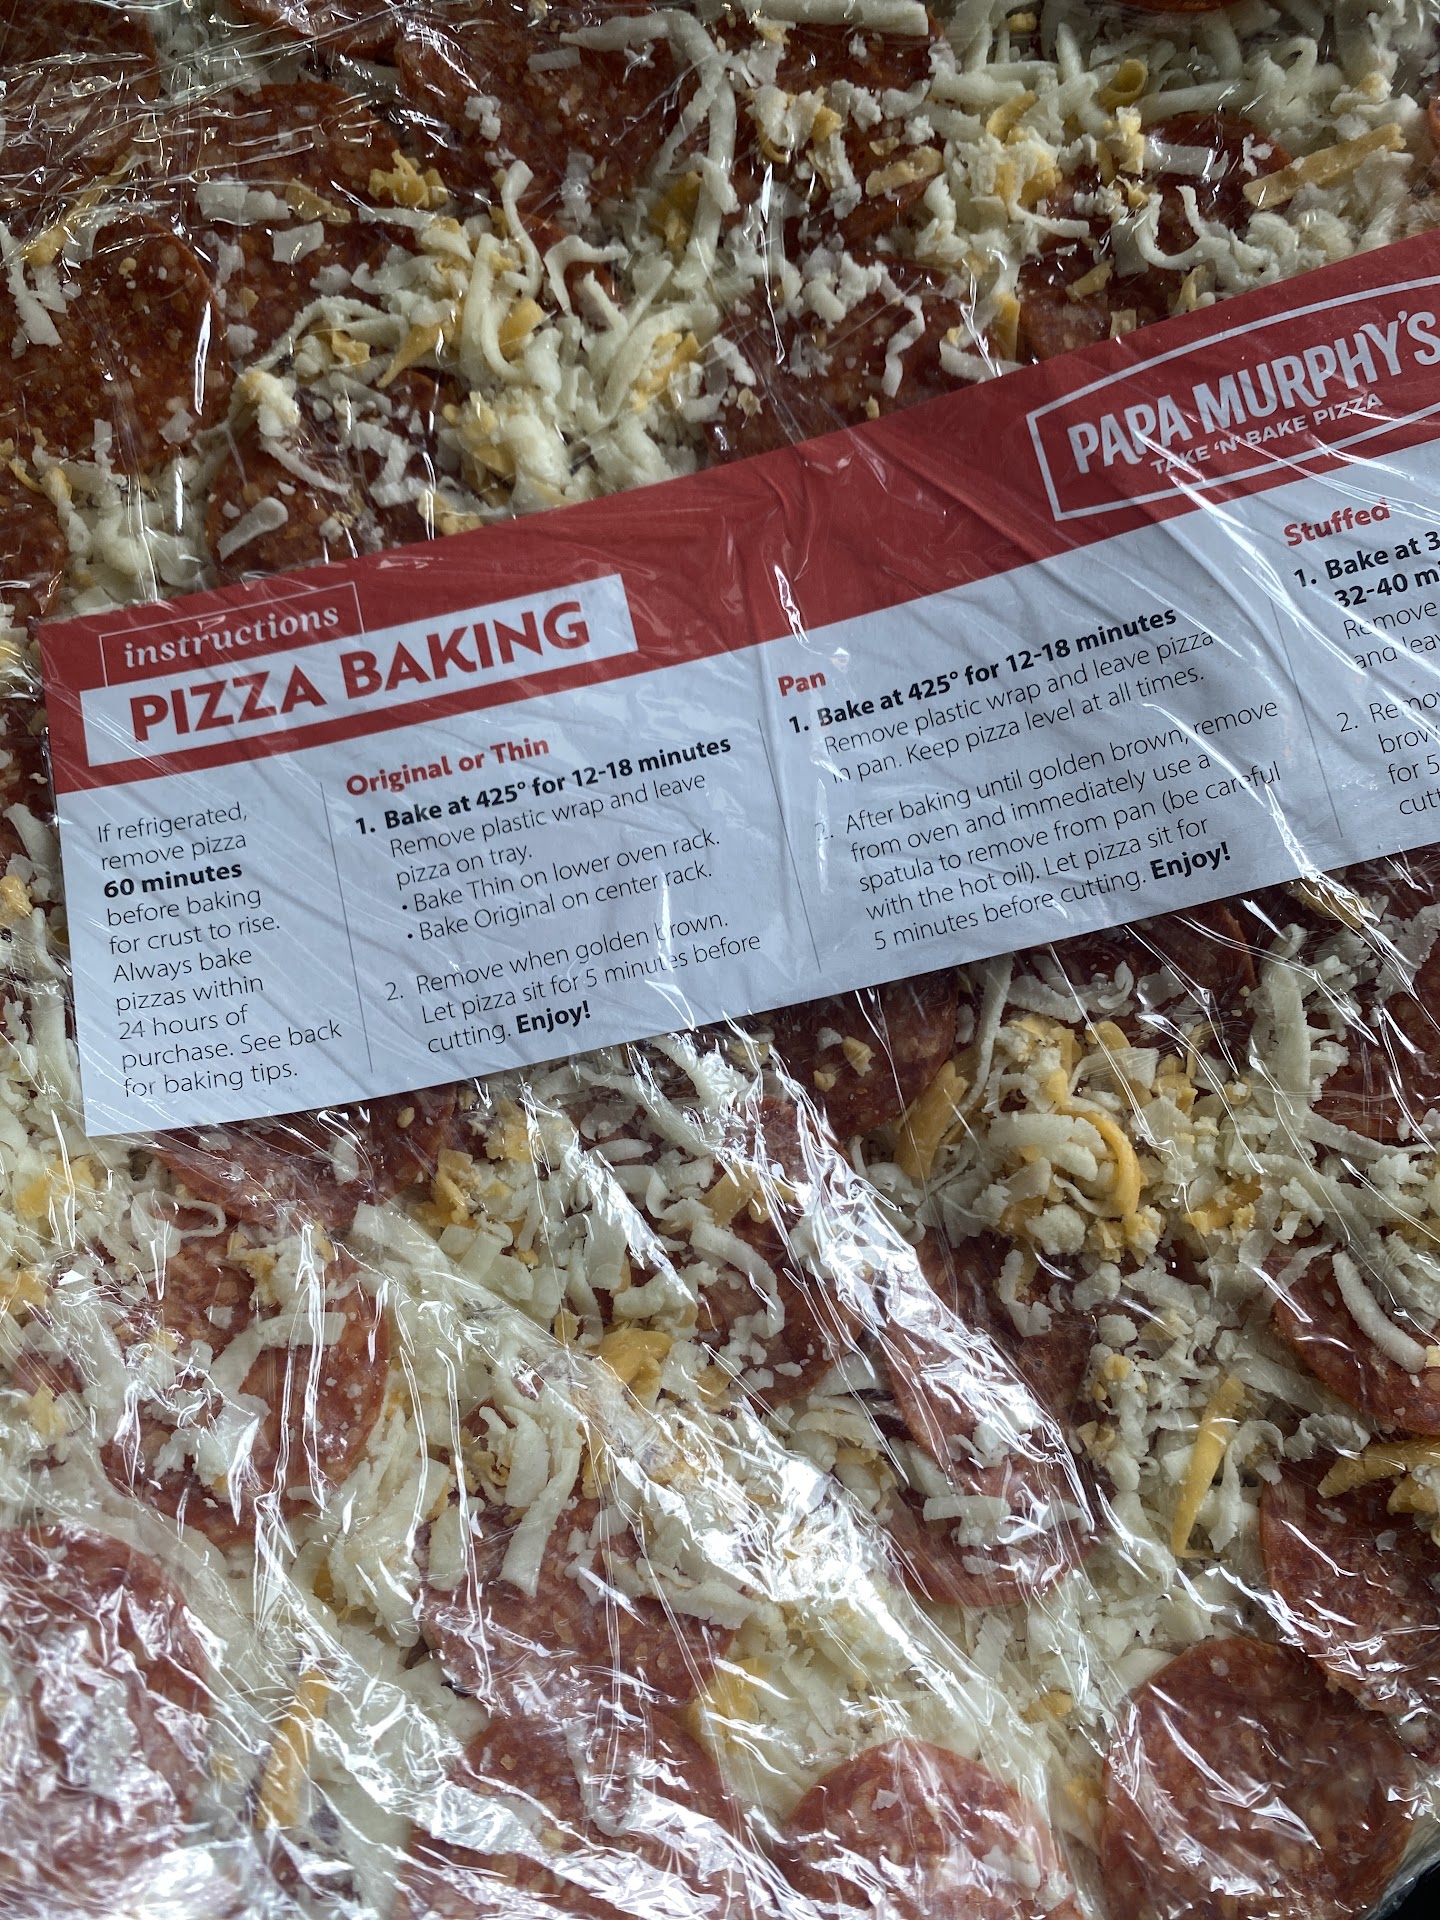 PAPA MURPHY'S
TAKE 'N' BAKE PIZZA
instructions
PIZZA BAKING
If refrigerated,
remove pizza
60 minutes
before baking
for crust to rise.
Always bake
pizzas within
24 hours of
purchase. See back
for baking tips.
Original or Thin
1. Bake at 425° for 12-18 minutes
Remove plastic wrap and leave
pizza on tray.
• Bake Thin on lower oven rack.
• Bake Original on center rack.
2. Remove when golden brown.
Let pizza sit for 5 minutes before
cutting. Enjoy!
Pan
1. Bake at 425° for 12-18 minutes
Remove plastic wrap and leave pizza
in pan. Keep pizza level at all times.
2. After baking until golden brown, remove
from oven and immediately use a
spatula to remove from pan (be careful
with the hot oil). Let pizza sit for
5 minutes before cutting. Enjoy!
Stuffed
1. Bake at 3
32-40
Remove
and
2.
for 5